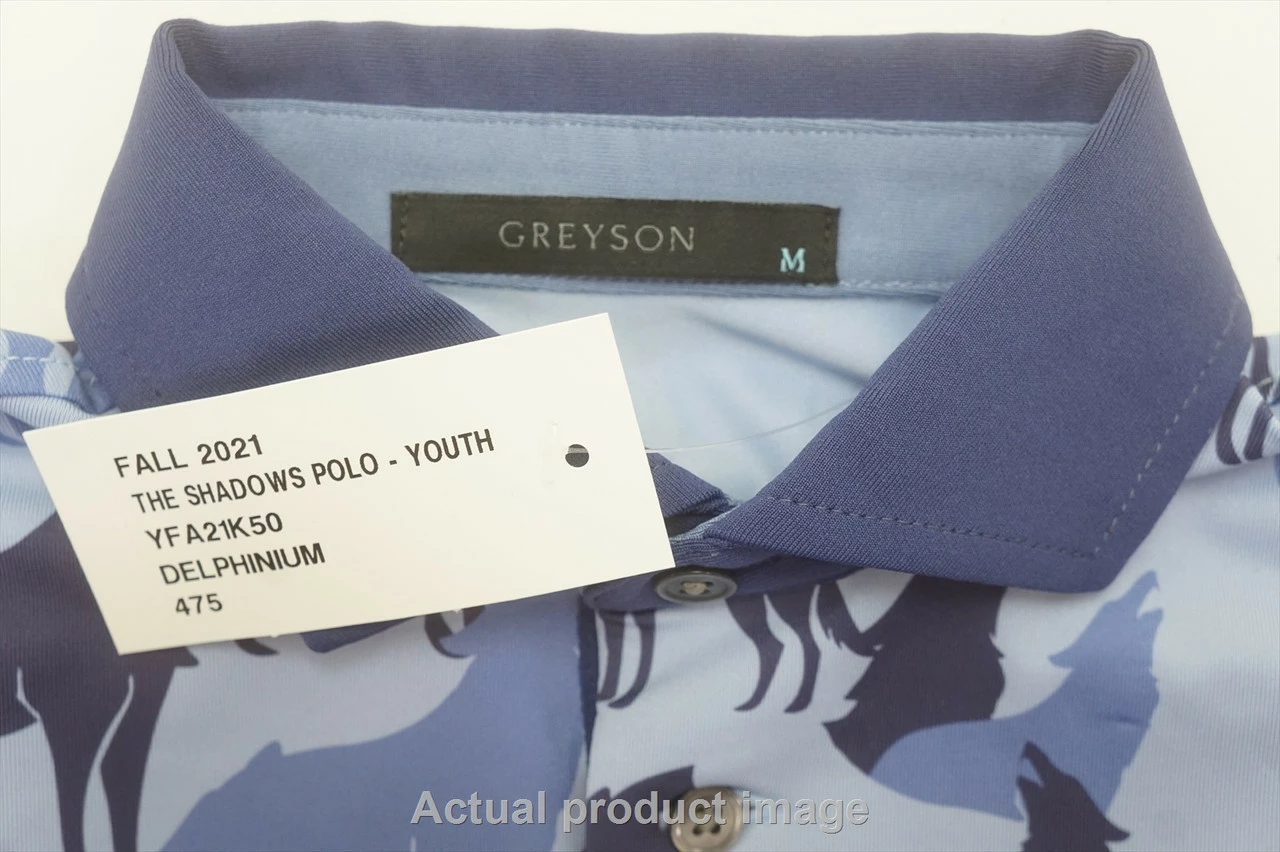 GREYSON
M
FALL 2021
THE SHADOWS POLO - YOUTH
YFA21K50
DELPHINIUM
475
Actual product image